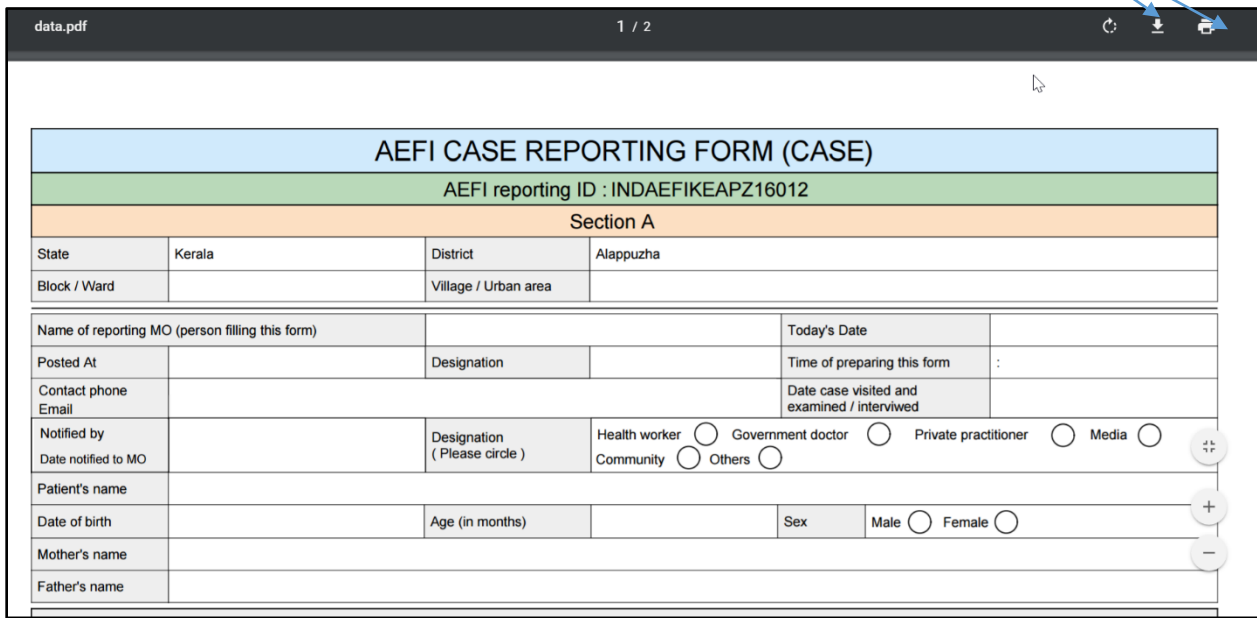 data.pdf 1 / 2
AEFI CASE REPORTING FORM (CASE)
AEFI reporting ID : INDAEFIKEAPZ16012
Section A
State Kerala District Alappuzha
Block / Ward Village / Urban area
Name of reporting MO (person filling this form) Today's Date
Posted At Designation Time of preparing this form :
Contact phone
Email
Date case visited and
examined / interviwed
Notified by
Date notified to MO
Designation
( Please circle )
Health worker Government doctor Private practitioner Media
Community Others
Patient's name
Date of birth Age (in months) Sex Male Female
Mother's name
Father's name